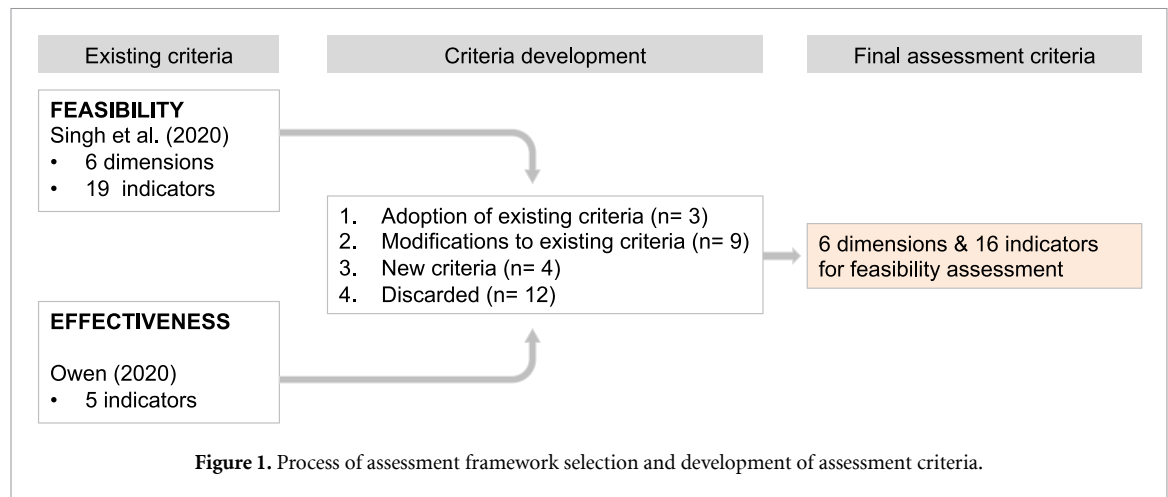 Existing criteria
Criteria development
Final assessment criteria
FEASIBILITY
Singh et al. (2020)
• 6 dimensions
• 19 indicators
EFFECTIVENESS
Owen (2020)
• 5 indicators
1. Adoption of existing criteria (n= 3)
2. Modifications to existing criteria (n= 9)
3. New criteria (n= 4)
4. Discarded (n= 12)
6 dimensions & 16 indicators
for feasibility assessment
Figure 1. Process of assessment framework selection and development of assessment criteria.